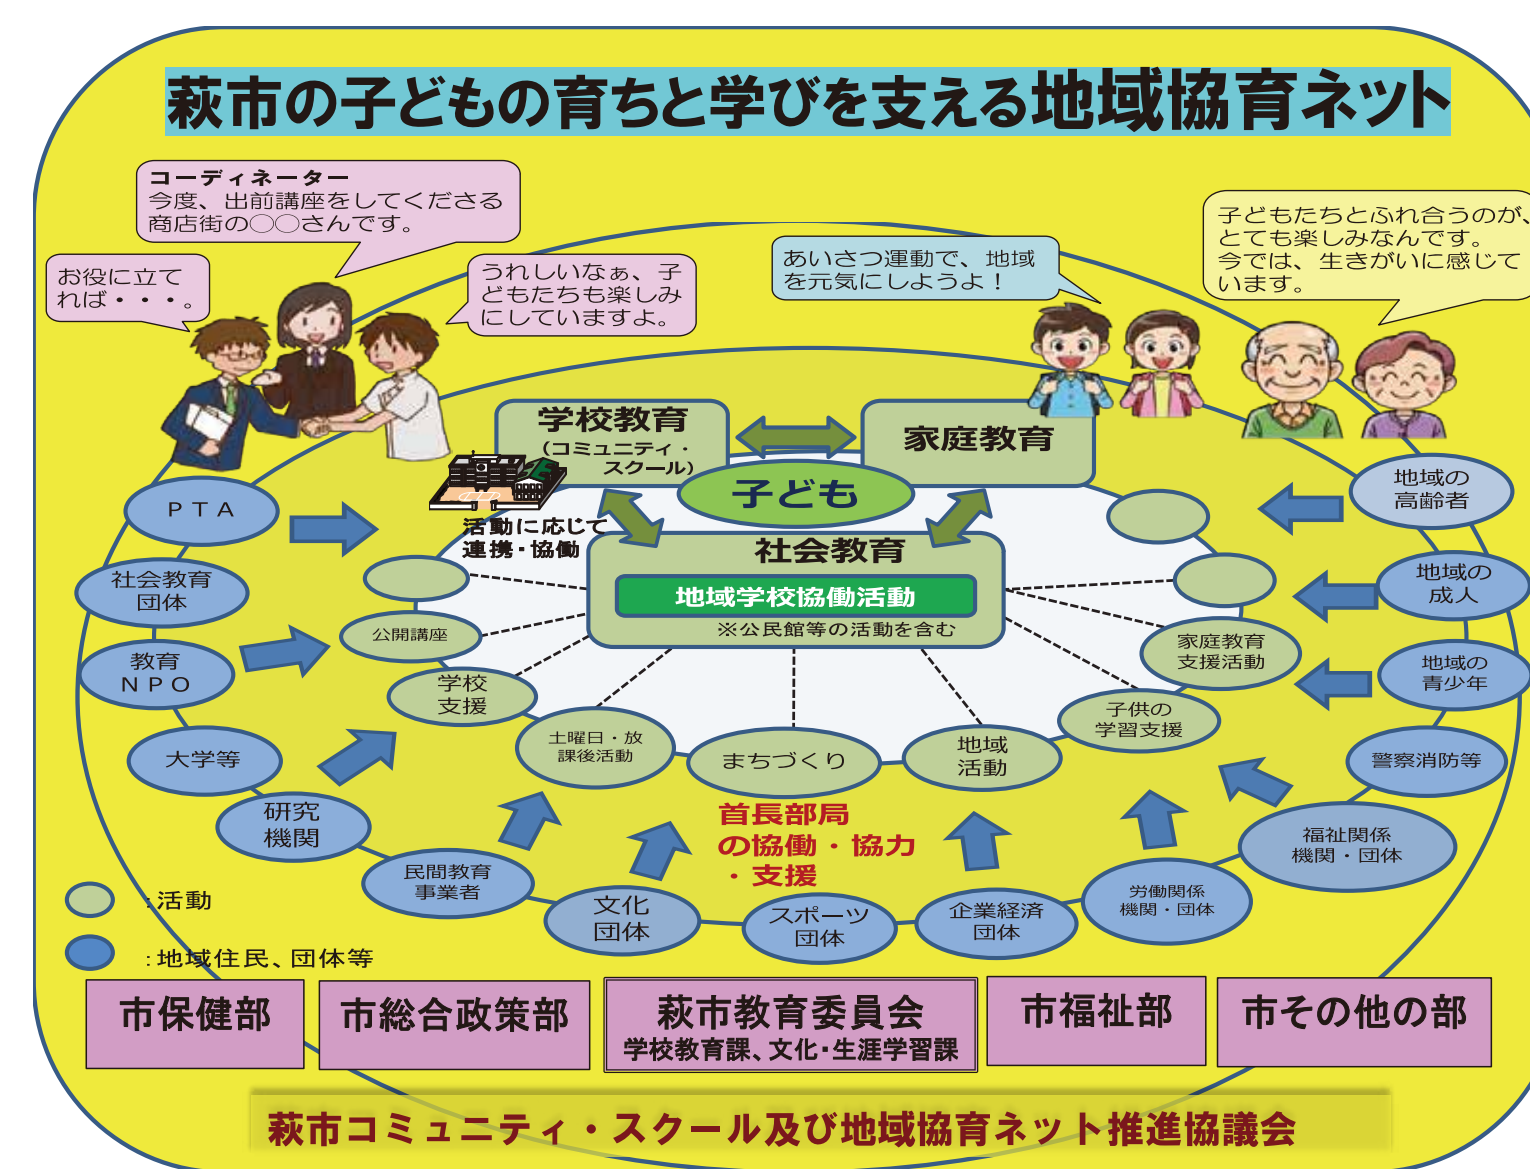 萩市の子どもの育ちと学びを支える地域協育ネット
コーディネーター
今度、出前講座をしてくださる
商店街の○○さんです。
お役に立て
れば・・・。
うれしいなぁ、子
どもたちも楽しみ
にしていますよ。
あいさつ運動で、地域
を元気にしようよ！
子どもたちとふれ合うのが、
とても楽しみなんです。
今では、生きがいに感じて
います。
学校教育
(コミュニティ・
スクール)
家庭教育
子ども
活動に応じて
連携・協働
社会教育
地域学校協働活動
※公民館等の活動を含む
ＰＴＡ
社会教育
団体
教育
ＮＰＯ
大学等
研究
機関
民間教育
事業者
文化
団体
スポーツ
団体
企業経済
団体
労働関係
機関・団体
福祉関係
機関・団体
警察消防等
地域の
青少年
地域の
成人
地域の
高齢者
公開講座
学校
支援
土曜日・放
課後活動
まちづくり
地域
活動
子供の
学習支援
家庭教育
支援活動
首長部局
の協働・協力
・支援
:活動
:地域住民、団体等
市保健部
市総合政策部
萩市教育委員会
学校教育課、文化・生涯学習課
市福祉部
市その他の部
萩市コミュニティ・スクール及び地域協育ネット推進協議会